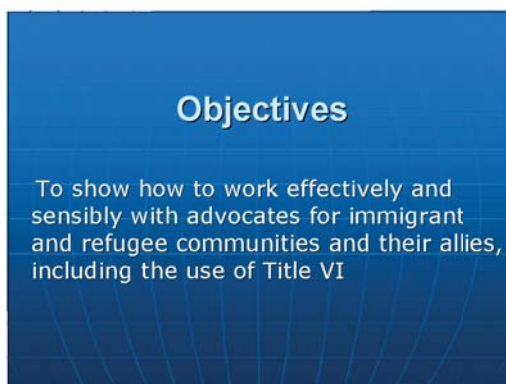 Objectives
To show how to work effectively and
sensibly with advocates for immigrant
and refugee communities and their allies,
including the use of Title VI